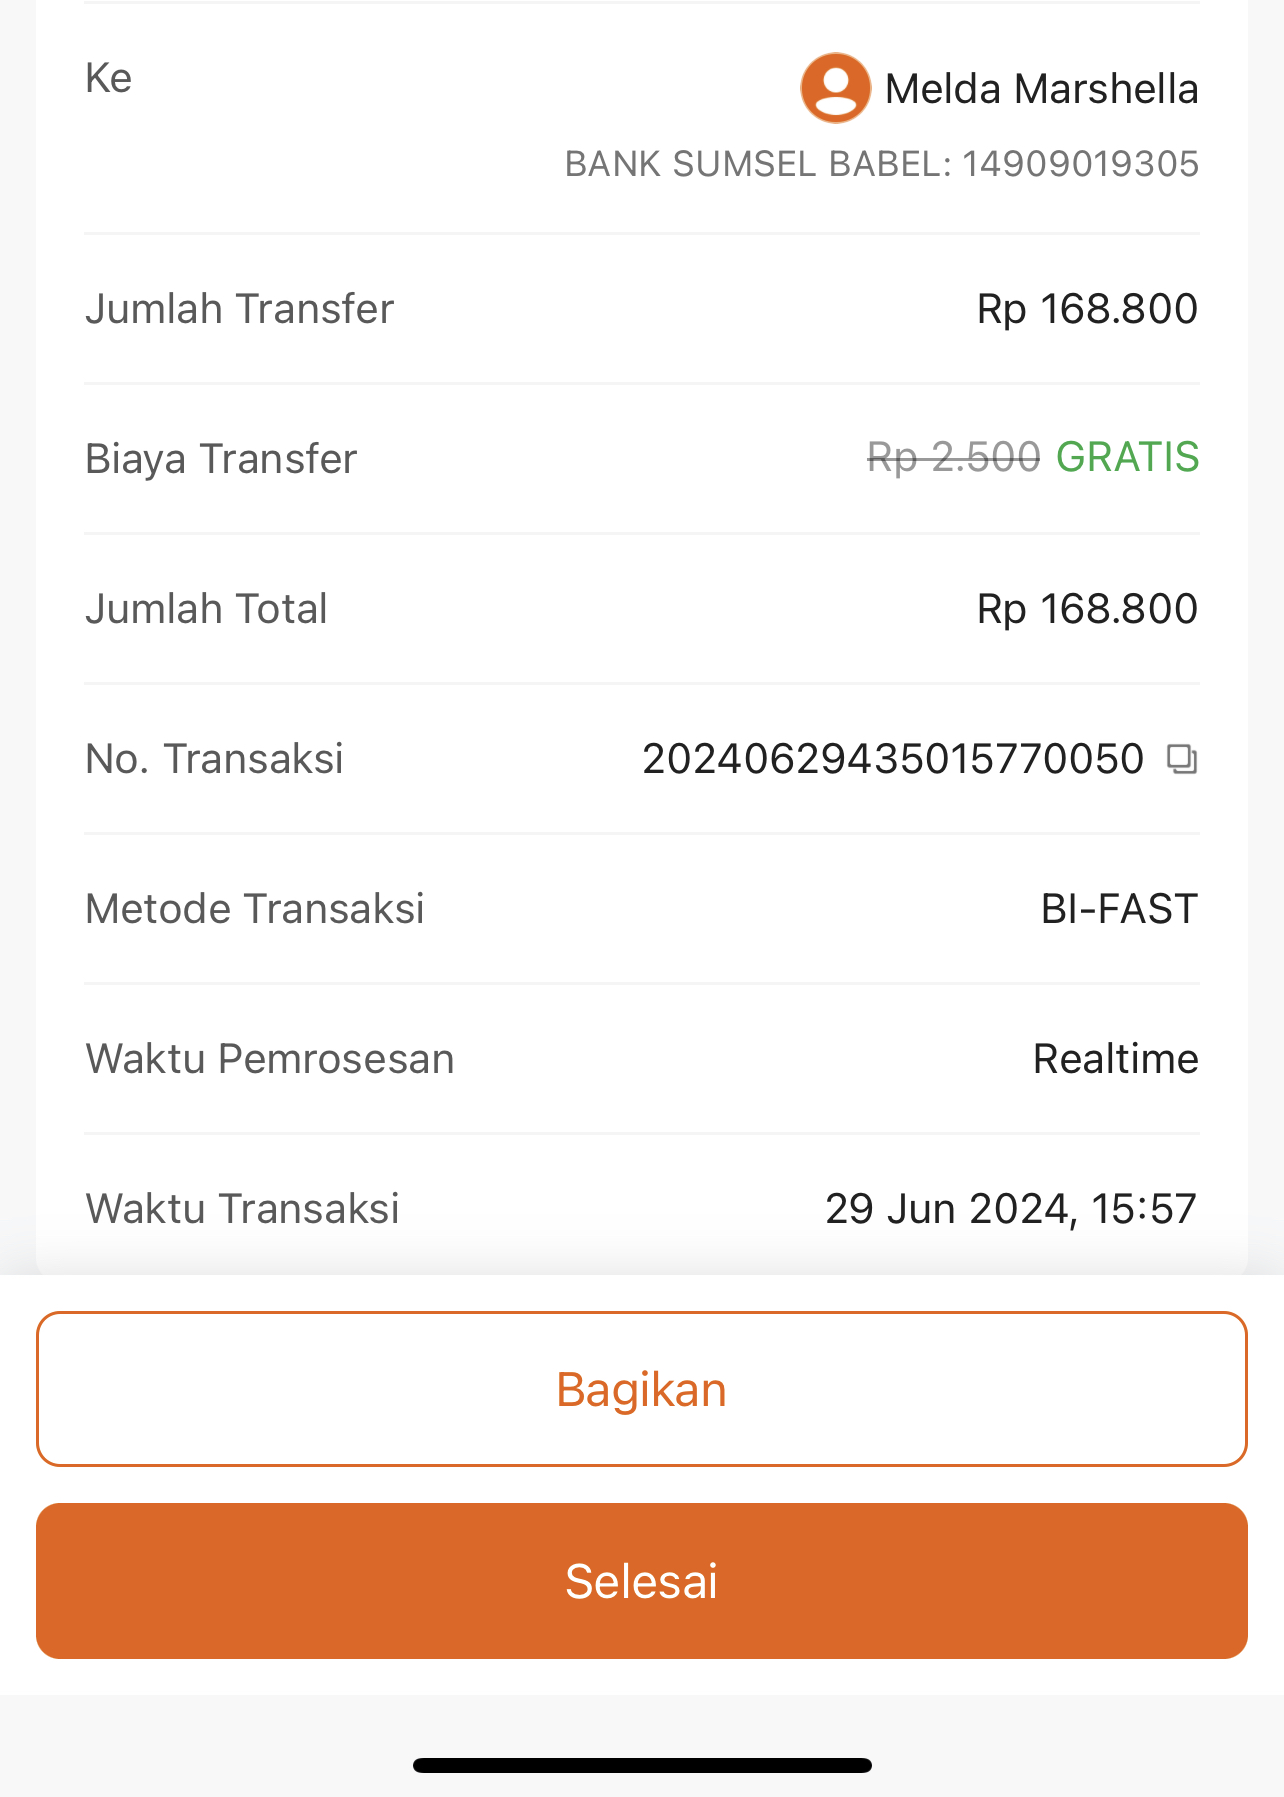 Ke
Melda Marshella
BANK SUMSEL BABEL: 14909019305
Jumlah Transfer Rp 168.800
Biaya Transfer Rp 2.500 GRATIS
Jumlah Total Rp 168.800
No. Transaksi 20240629435015770050
Metode Transaksi BI-FAST
Waktu Pemrosesan Realtime
Waktu Transaksi 29 Jun 2024, 15:57
Bagikan
Selesai